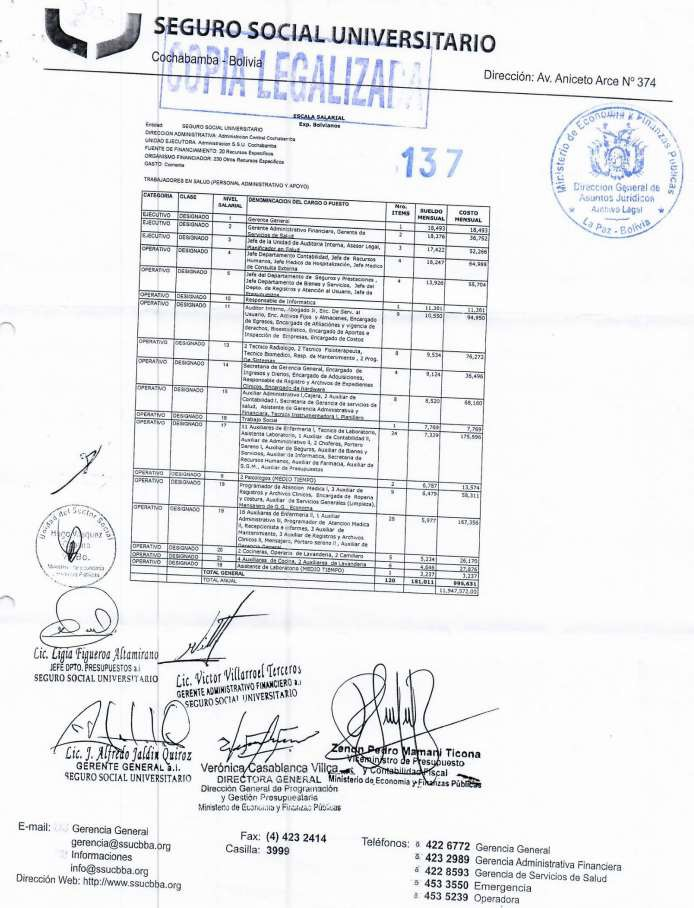 SEGURO SOCIAL UNIVERSITARIO
Cochabamba - Bolivia
Dirección: Av. Aniceto Arce Nº 374
COPIA LEGALIZADA
ESCALA SALARIAL
Exp. Bolivianos
Entidad: SEGURO SOCIAL UNIVERSITARIO
DIRECCION ADMINISTRATIVA: Administracion Central Cochabamba
UNIDAD EJECUTORA: Administracion S.S.U. Cochabamba
FUENTE DE FINANCIAMIENTO: 20 Recursos Especificos
ORGANISMO FINANCIADOR: 230 Otros Recursos Especificos
GASTO: Corriente
137
Ministerio de Economía y Finanzas Públicas
Dirección General de
Asuntos Jurídicos
Archivo Legal
La Paz - Bolivia
TRABAJADORES EN SALUD (PERSONAL ADMINISTRATIVO Y APOYO)
CATEGORIA CLASE NIVEL SALARIAL DENOMINACION DEL CARGO O PUESTO Nro. ITEMS SUELDO MENSUAL COSTO MENSUAL
EJECUTIVO DESIGNADO 1 Gerente General 1 18,493 18,493
EJECUTIVO DESIGNADO 2 Gerente Administrativo Financiero, Gerente de Servicios de Salud 2 18,376 36,752
EJECUTIVO DESIGNADO 3 Jefe de la Unidad de Auditoria Interna, Asesor Legal, Planificador en Salud 3 17,422 52,266
OPERATIVO DESIGNADO 4 Jefe Departamento Contabilidad, Jefe de Recursos Humanos, Jefe Medico de Hospitalización, Jefe Medico de Consulta Externa 4 16,247 64,988
OPERATIVO DESIGNADO 5 Jefe del Departamento de Seguros y Prestaciones, Jefe Departamento de Bienes y Servicios, Jefe del Depto. de Registros y Atención al Usuario, Jefe de Presupuestos 4 13,926 55,704
OPERATIVO DESIGNADO 10 Responsable de Informatica 1 11,361 11,361
OPERATIVO DESIGNADO 11 Auditor Interno, Abogado Jr, Enc. De Serv. al Usuario, Enc. Activos Fijos y Almacenes, Encargado de Egresos, Encargado de Afiliaciónes y vigencia de derechos, Bioestadistico, Encargado de Aportes e Inspección de Empresas, Encargado de Costos 9 10,550 94,950
OPERATIVO DESIGNADO 13 2 Tecnico Radiologo, 2 Tecnico Fisioterapeuta, Tecnico Biomedico, Resp. de Mantenimiento, 2 Prog. De Sistemas 8 9,534 76,272
OPERATIVO DESIGNADO 14 Secretaria de Gerencia General, Encargado de Ingresos y Diarios, Encargado de Adquisiciones, Responsable de Registro y Archivos de Expedientes Clinicos, Encargado de Hardware 4 9,124 36,496
OPERATIVO DESIGNADO 15 Auxiliar Administrativo I, Cajera, 2 Auxiliar de Contabilidad I, Secretaria de Gerencia de servicios de salud, Asistente de Gerencia Administrativa y Financiera, Tecnico Instrumentadora I, Planillero 8 8,520 68,160
OPERATIVO DESIGNADO 16 Trabajo Social 1 7,769 7,769
OPERATIVO DESIGNADO 17 11 Auxiliares de Enfermeria I, Tecnico de Laboratorio, Asistente Laboratorio, 1 Auxiliar de Contabilidad II, Auxiliar de Administrativo II, 2 Choferes, Portero Sereno I, Auxiliar de Seguros, Auxiliar de Bienes y Servicios, Auxiliar de Informatica, Secretaria de Recursos Humanos, Auxiliar de Farmacia, Auxiliar de S.G.M., Auxiliar de Presupuestos 24 7,329
OPERATIVO DESIGNADO 2 Psicologos (MEDIO TIEMPO) 2 6,787 13,574
OPERATIVO DESIGNADO 18 Programador de Atencion Medica I, 3 Auxiliar de Registros y Archivos Clinicos, Encargada de Roperia y costura, Auxiliar de Servicios Generales (Limpieza), Mensajero de G.G., Economa 9 6,479 58,311
OPERATIVO DESIGNADO 19 16 Auxiliares de Enfermeria II, 1 Auxiliar Administrativo III, Programador de Atencion Medica II, Recepcionista e informes, 3 Auxiliar de Mantenimiento, 3 Auxiliar de Registros y Archivos Clinicos II, Mensajero, Portero sereno II, Auxiliar de 28 5,977 167,356
OPERATIVO DESIGNADO 20 2 Cocineras, Operario de Lavanderia, 2 Camillero 5 5,234 26,170
OPERATIVO DESIGNADO 21 4 Auxiliares de Cocina, 2 Auxiliares de Lavanderia 6 4,646 27,876
OPERATIVO DESIGNADO Asistente de Laboratorio (MEDIO TIEMPO) 1 3,237 3,237
TOTAL GENERAL 120 181,011 995,631
TOTAL ANUAL 11,947,572.00
Unidad del Sector Social
Lic. Ligia Figueroa Altamirano
JEFE DPTO. PRESUPUESTOS a.i.
SEGURO SOCIAL UNIVERSITARIO
Lic. Victor Villarroel Terceros
GERENTE ADMINISTRATIVO FINANCIERO a.i.
SEGURO SOCIAL UNIVERSITARIO
Lic. J. Alfredo Jaldin Quiroz
GERENTE GENERAL a.i.
SEGURO SOCIAL UNIVERSITARIO
Verónica Casablanca Villca
DIRECTORA GENERAL
Dirección General de Programación
y Gestión Presupuestaria
Ministerio de Economía y Finanzas Públicas
Zenón Pedro Mamani Ticona
Viceministro de Presupuesto
y Contabilidad Fiscal
Ministerio de Economía y Finanzas Públicas
E-mail: Gerencia General
gerencia@ssucbba.org
Informaciones
info@ssucbba.org
Dirección Web: http://www.ssucbba.org
Fax: (4) 423 2414
Casilla: 3999
Teléfonos: 422 6772 Gerencia General
423 2989 Gerencia Administrativa Financiera
422 8593 Gerencia de Servicios de Salud
453 3550 Emergencia
453 5239 Operadora